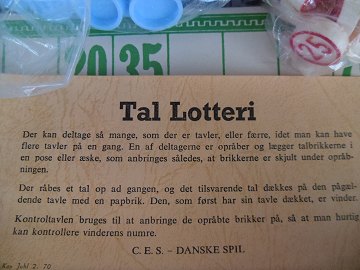 20 35
25
Tal Lotteri
Der kan deltage så mange, som der er tavler, eller færre, idet man kan have
flere tavler på en gang. En af deltagerne er opråber og lægger talbrikkerne i
en pose eller æske, som anbringes således, at brikkerne er skjult under opråb-
ningen.
Der råbes et tal op ad gangen, og det tilsvarende tal dækkes på den pågæl-
dende tavle med en papbrik. Den, som først har sin tavle dækket, er vinder.
Kontroltavlen bruges til at anbringe de opråbte brikker på, så at man hurtigt
kan kontrollere vinderens numre.
C. E. S. – DANSKE SPIL
2. 70